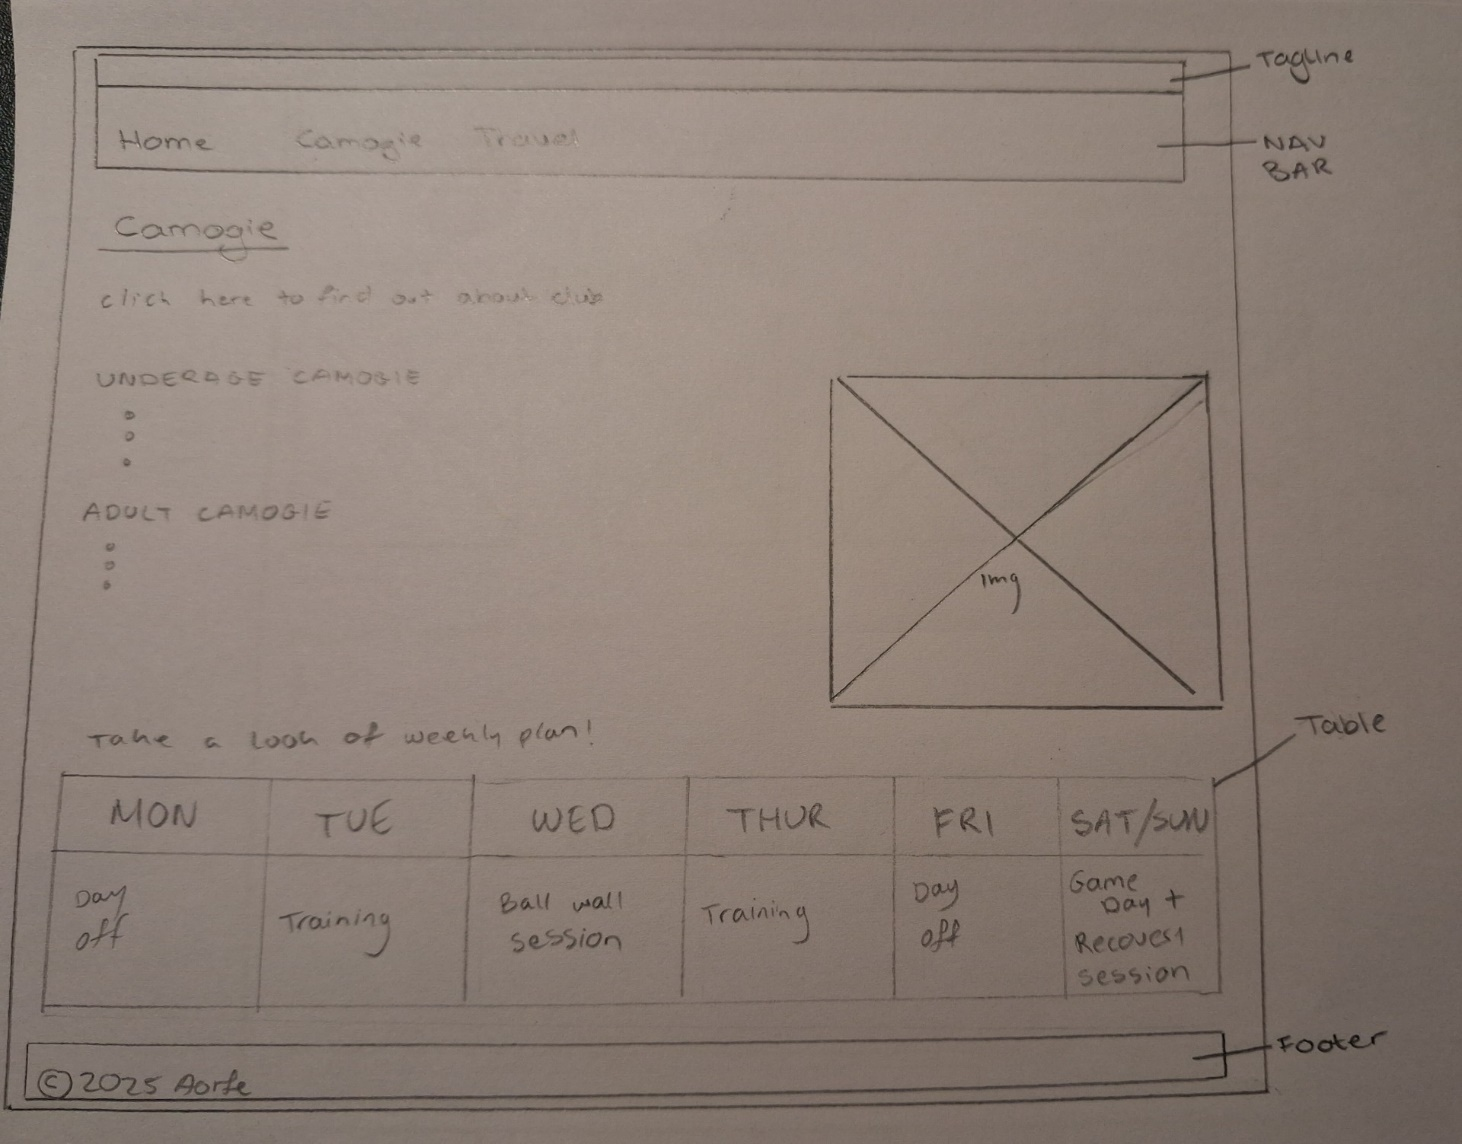 Tagline
Home Camogie Travel
NAV
BAR
Camogie
click here to find out about club
UNDERAGE CAMOGIE
ADULT CAMOGIE
img
Take a look of weekly plan!
Table
MON TUE WED THUR FRI SAT/SUN
Day
off
Training
Ball wall
session
Training
Day
off
Game
Day +
Recovery
session
Footer
© 2025 Aoife